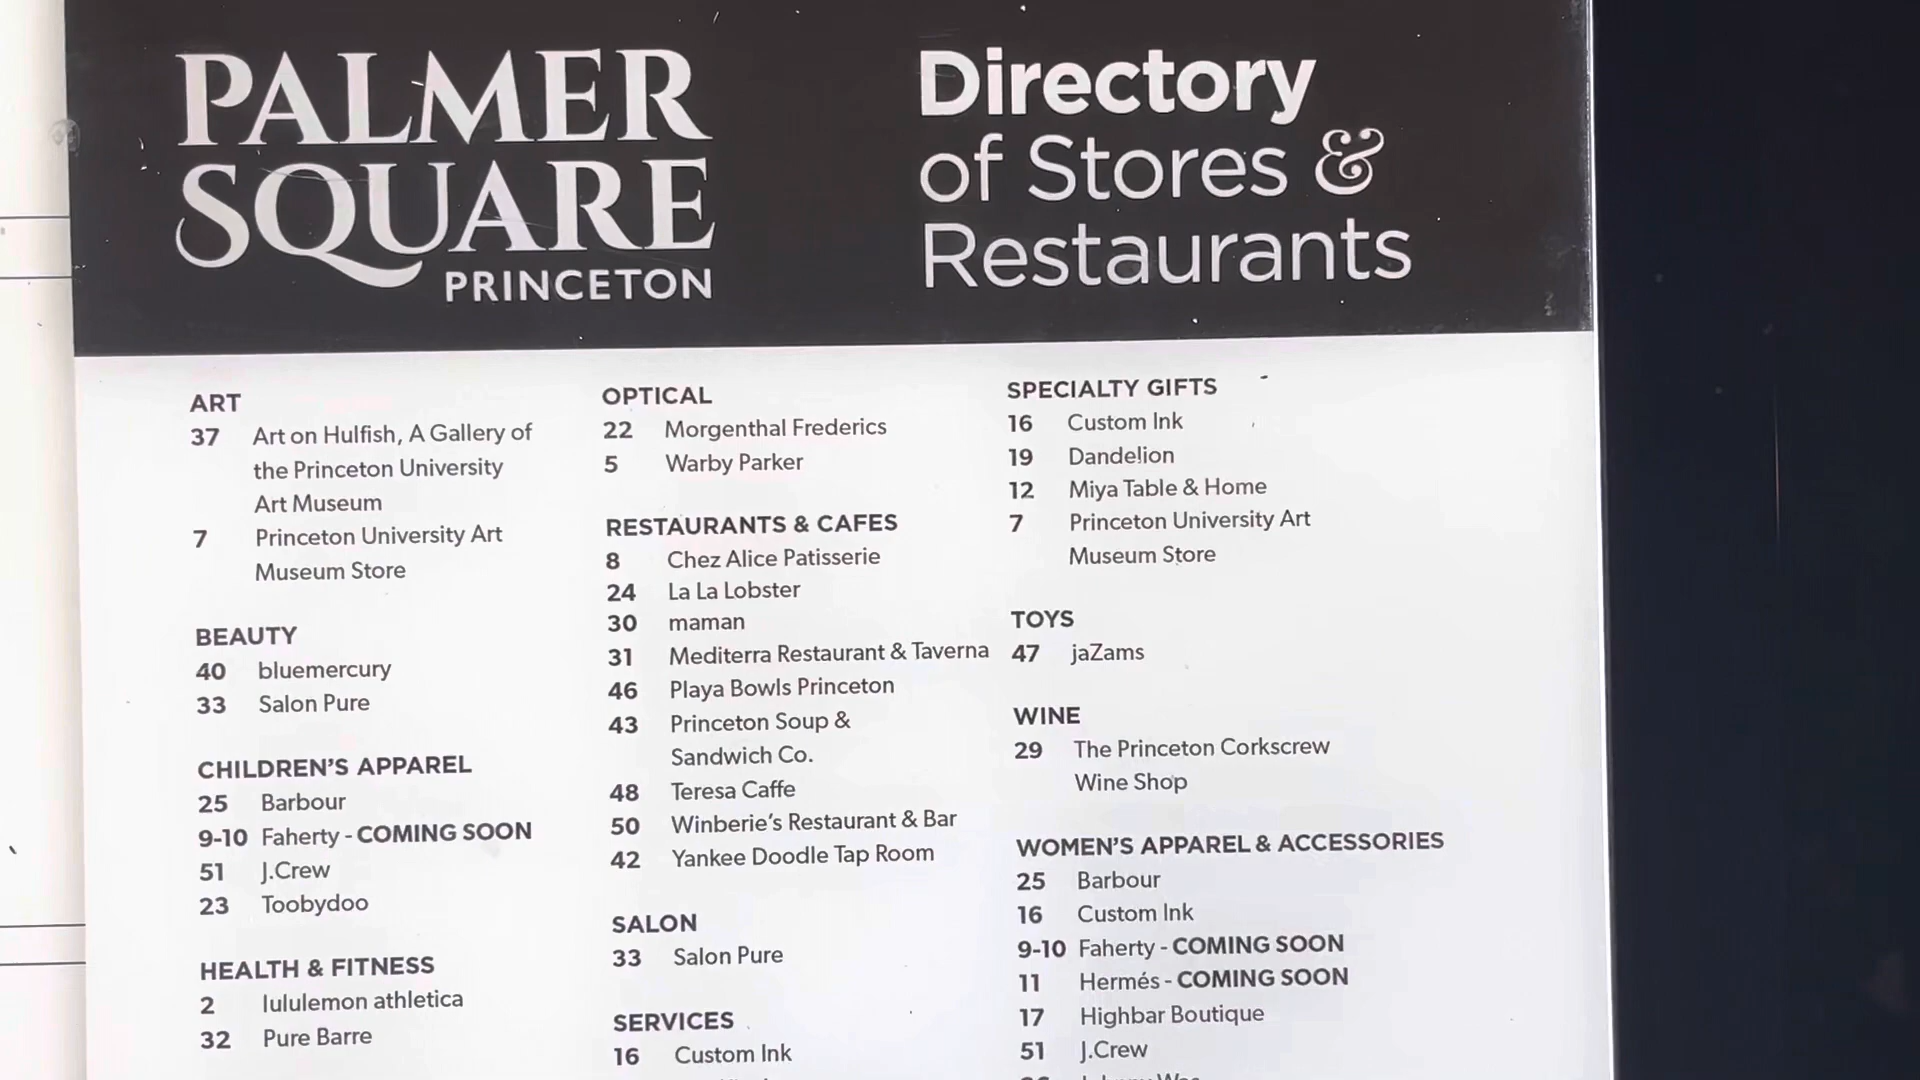 PALMER
SQUARE
PRINCETON
Directory
of Stores &
Restaurants
ART
37 Art on Hulfish, A Gallery of
the Princeton University
Art Museum
7 Princeton University Art
Museum Store
BEAUTY
40 bluemercury
33 Salon Pure
CHILDREN'S APPAREL
25 Barbour
9-10 Faherty - COMING SOON
51 J.Crew
23 Toobydoo
HEALTH & FITNESS
2 lululemon athletica
32 Pure Barre
OPTICAL
22 Morgenthal Frederics
5 Warby Parker
RESTAURANTS & CAFES
8 Chez Alice Patisserie
24 La La Lobster
30 maman
31 Mediterra Restaurant & Taverna
46 Playa Bowls Princeton
43 Princeton Soup &
Sandwich Co.
48 Teresa Caffe
50 Winberie's Restaurant & Bar
42 Yankee Doodle Tap Room
SALON
33 Salon Pure
SERVICES
16 Custom Ink
SPECIALTY GIFTS
16 Custom Ink
19 Dandelion
12 Miya Table & Home
7 Princeton University Art
Museum Store
TOYS
47 jaZams
WINE
29 The Princeton Corkscrew
Wine Shop
WOMEN'S APPAREL & ACCESSORIES
25 Barbour
16 Custom Ink
9-10 Faherty - COMING SOON
11 Hermés - COMING SOON
17 Highbar Boutique
51 J.Crew